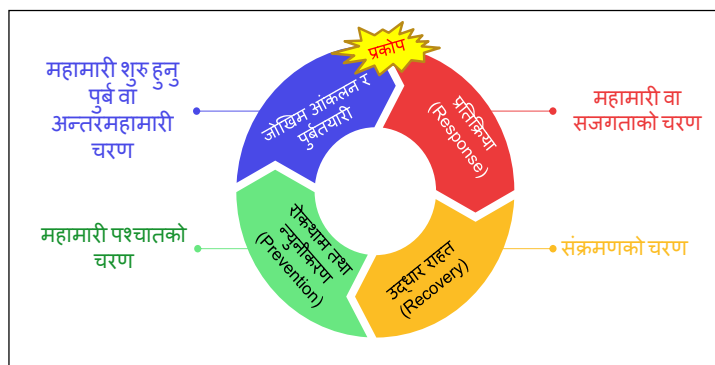 प्रकोप
महामारी शुरु हुनु
पुर्ब वा
अन्तरमहामारी
चरण
जोखिम आंकलन र
पुर्बतयारी
प्रतिक्रिया
(Response)
महामारी वा
सजगताको चरण
महामारी पश्चातको
चरण
रोकथाम तथा
न्युनीकरण
(Prevention)
उद्धार राहत
(Recovery)
संक्रमणको चरण